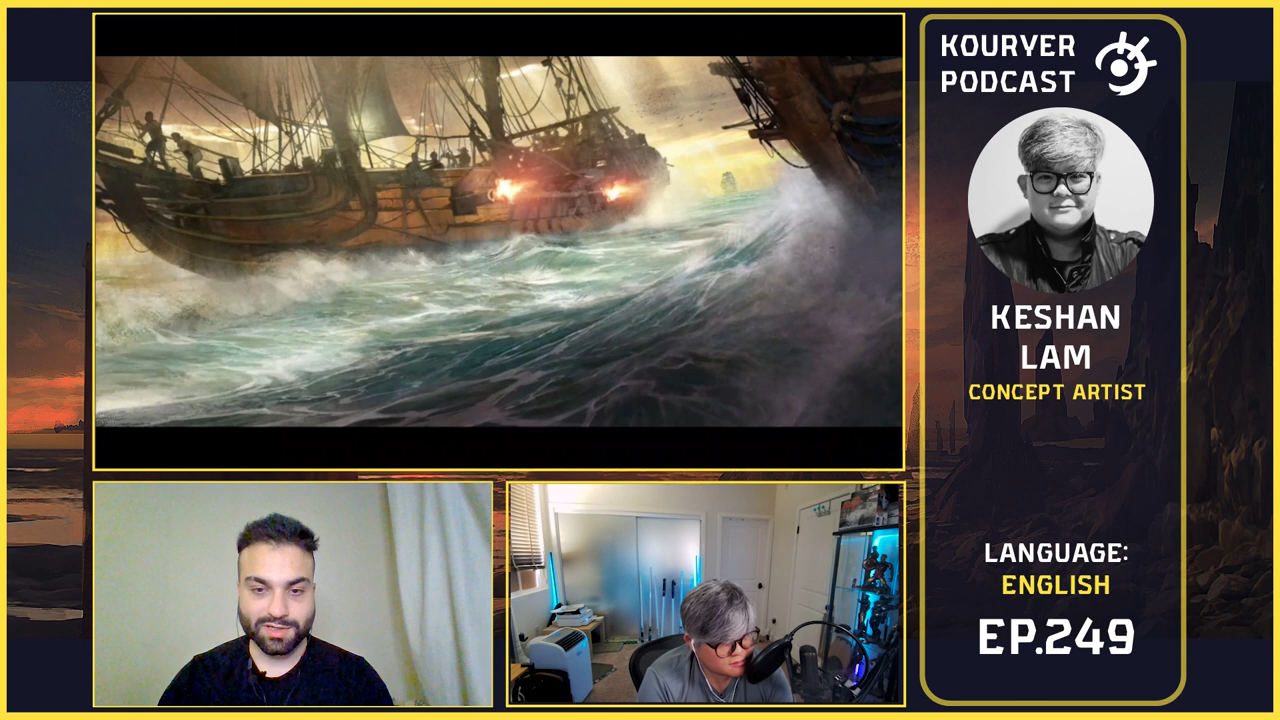 KOURYER
PODCAST
KESHAN
LAM
CONCEPT ARTIST
LANGUAGE:
ENGLISH
EP.249